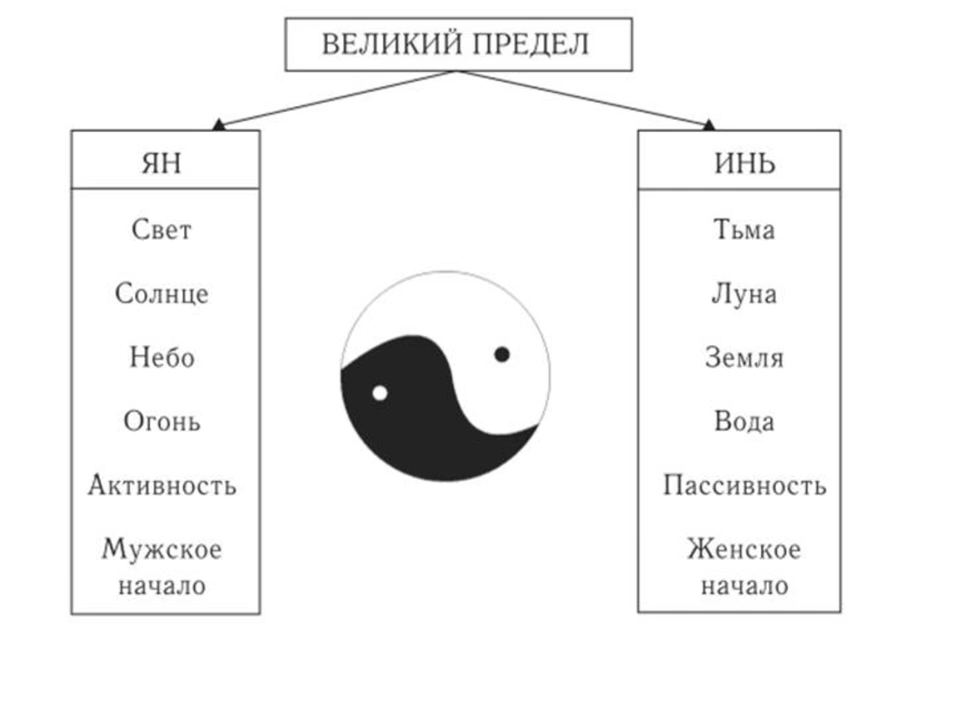 ВЕЛИКИЙ ПРЕДЕЛ
ЯН
Свет
Солнце
Небо
Огонь
Активность
Мужское
начало
ИНЬ
Тьма
Луна
Земля
Вода
Пассивность
Женское
начало